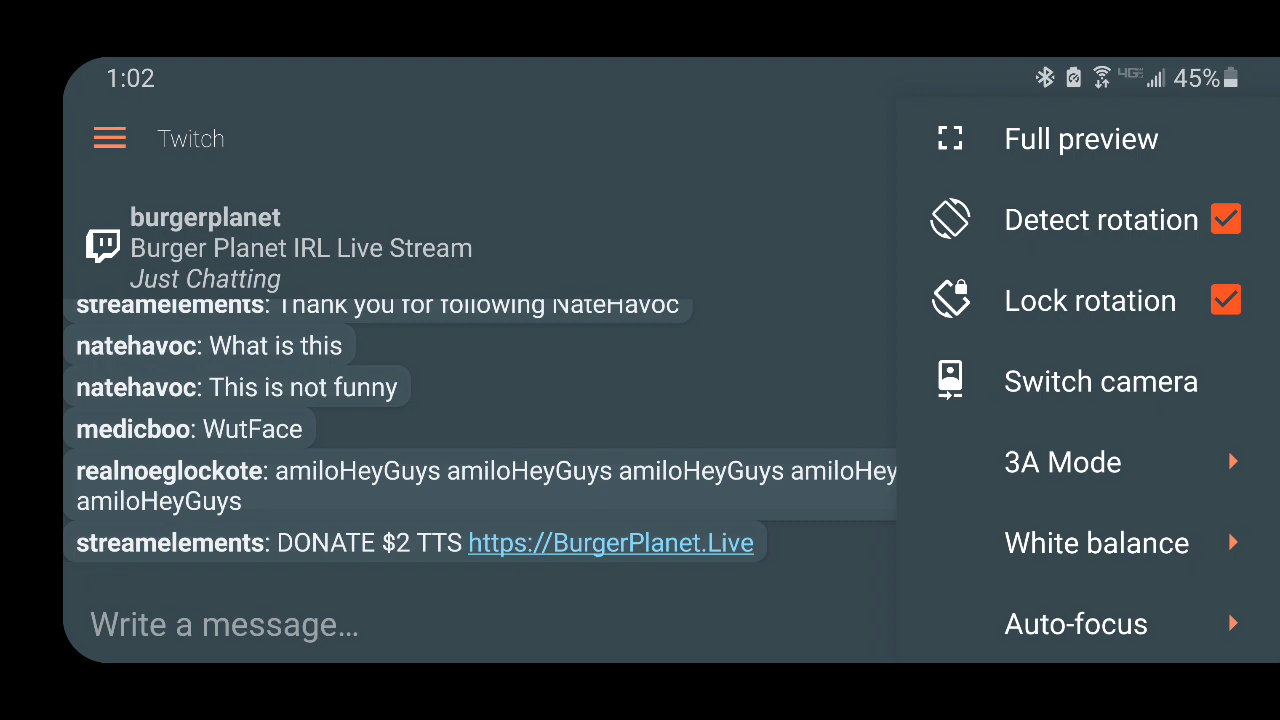 1:02
4G
45%
Twitch
burgerplanet
Burger Planet IRL Live Stream
Just Chatting
streamelements: Thank you for following NateHavoc
natehavoc: What is this
natehavoc: This is not funny
medicboo: WutFace
realnoeglockote: amiloHeyGuys amiloHeyGuys amiloHeyGuys amiloHey
amiloHeyGuys
streamelements: DONATE $2 TTS https://BurgerPlanet.Live
Write a message…
Full preview
Detect rotation
Lock rotation
Switch camera
3A Mode
White balance
Auto-focus